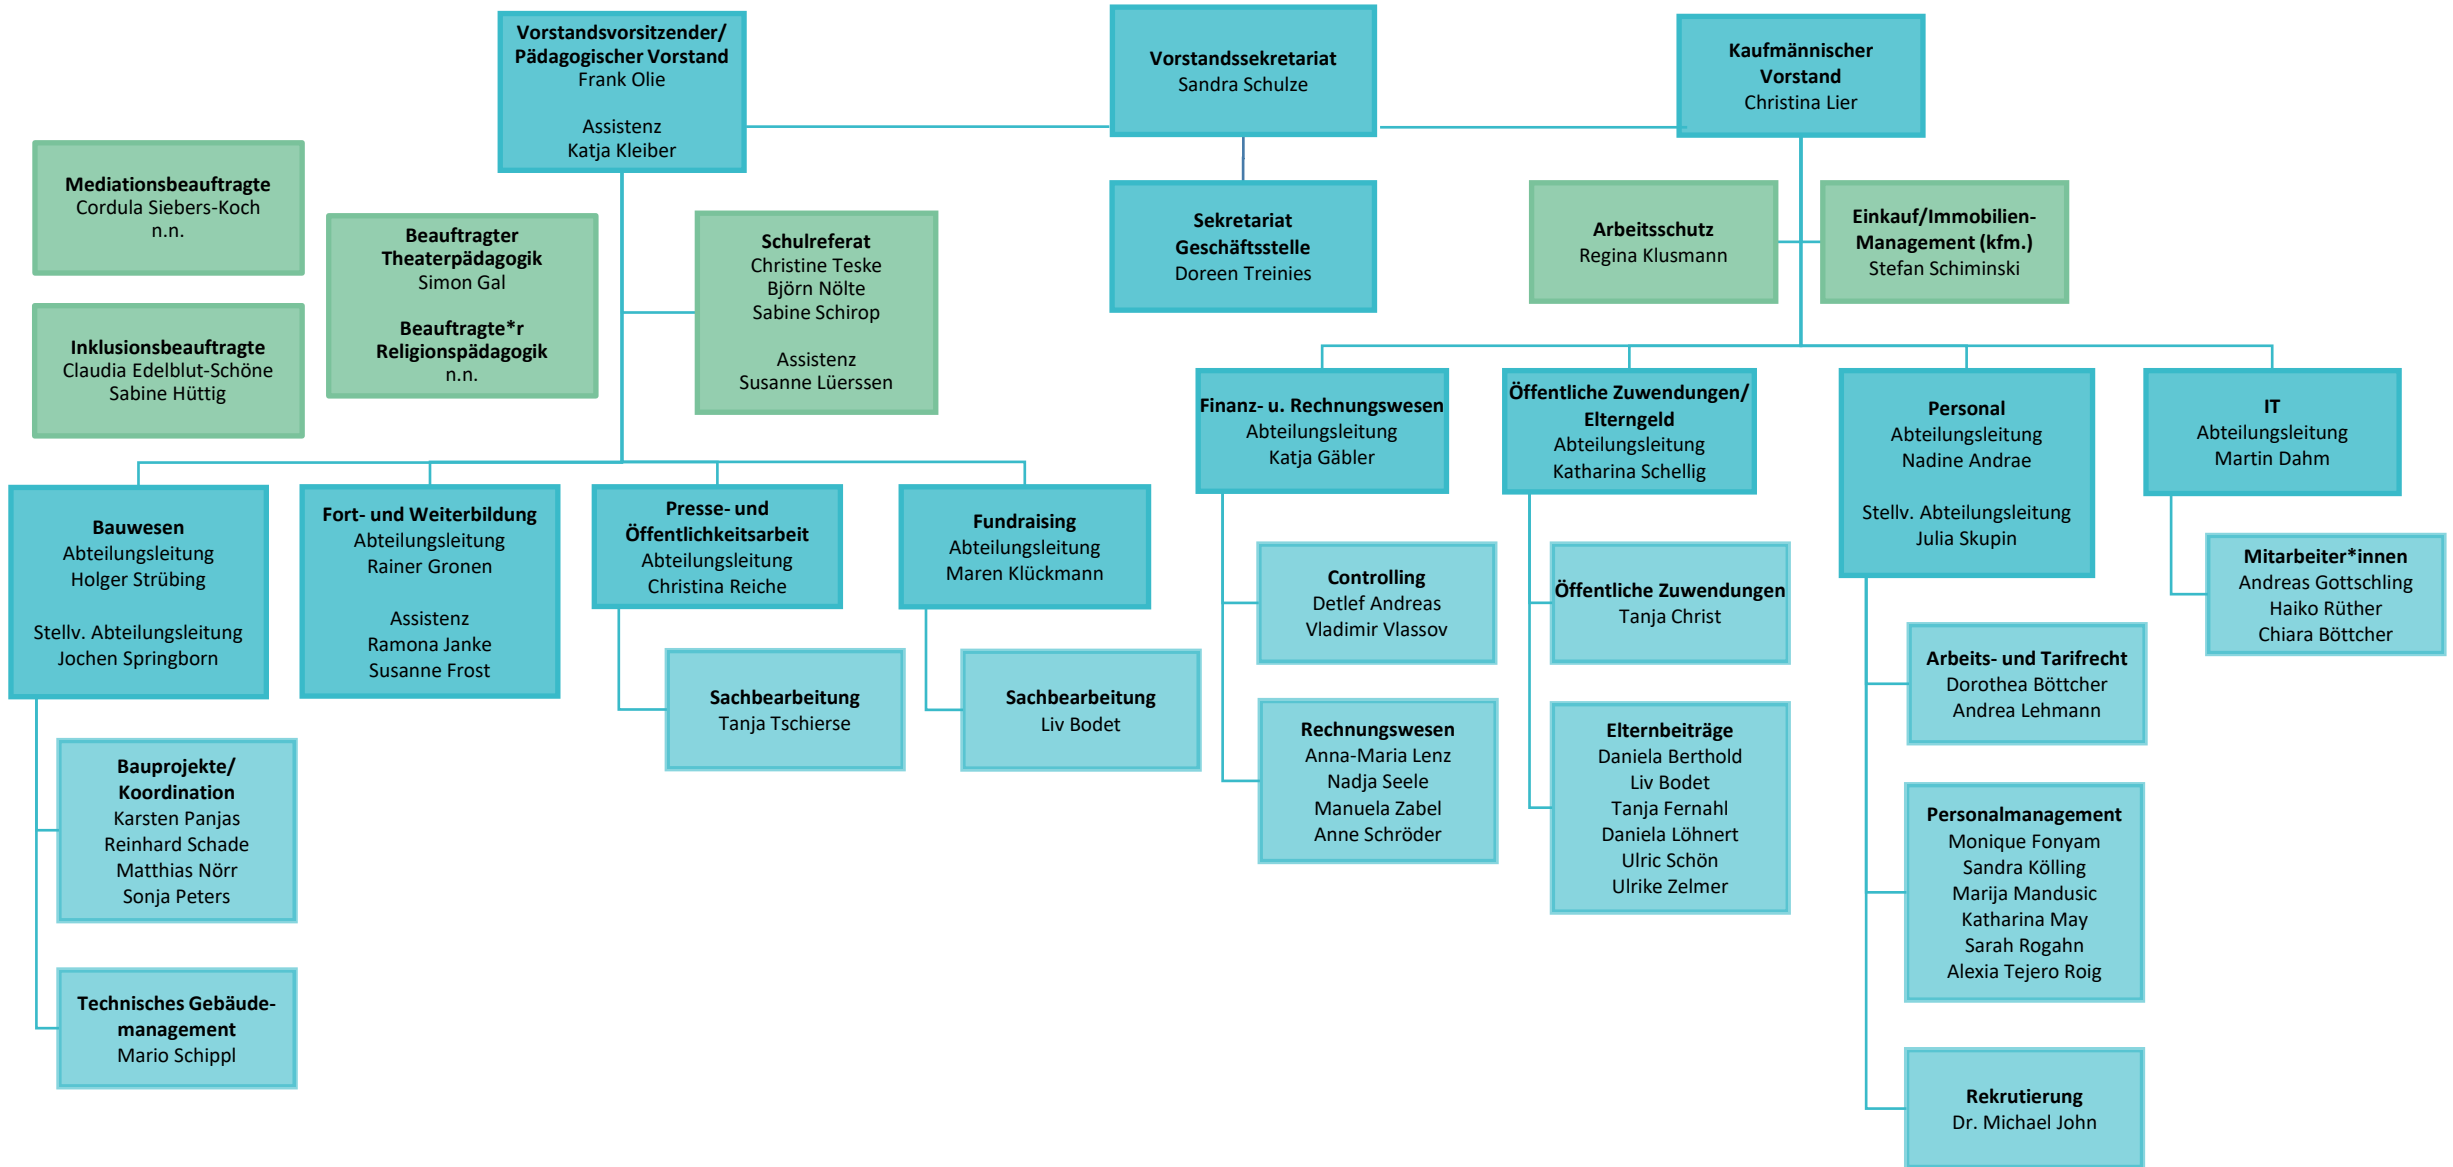 Vorstandsvorsitzender/
Pädagogischer Vorstand
Frank Olie
Assistenz
Katja Kleiber
Vorstandssekretariat
Sandra Schulze
Kaufmännischer
Vorstand
Christina Lier
Mediationsbeauftragte
Cordula Siebers-Koch
n.n.
Inklusionsbeauftragte
Claudia Edelblut-Schöne
Sabine Hüttig
Beauftragter
Theaterpädagogik
Simon Gal
Beauftragte*r
Religionspädagogik
n.n.
Schulreferat
Christine Teske
Björn Nölte
Sabine Schirop
Assistenz
Susanne Lüerssen
Sekretariat
Geschäftsstelle
Doreen Treinies
Arbeitsschutz
Regina Klusmann
Einkauf/Immobilien-
Management (kfm.)
Stefan Schiminski
Bauwesen
Abteilungsleitung
Holger Strübing
Stellv. Abteilungsleitung
Jochen Springborn
Bauprojekte/
Koordination
Karsten Panjas
Reinhard Schade
Matthias Nörr
Sonja Peters
Technisches Gebäude-
management
Mario Schippl
Fort- und Weiterbildung
Abteilungsleitung
Rainer Gronen
Assistenz
Ramona Janke
Susanne Frost
Presse- und
Öffentlichkeitsarbeit
Abteilungsleitung
Christina Reiche
Sachbearbeitung
Tanja Tschierse
Fundraising
Abteilungsleitung
Maren Klückmann
Sachbearbeitung
Liv Bodet
Finanz- u. Rechnungswesen
Abteilungsleitung
Katja Gäbler
Controlling
Detlef Andreas
Vladimir Vlassov
Rechnungswesen
Anna-Maria Lenz
Nadja Seele
Manuela Zabel
Anne Schröder
Öffentliche Zuwendungen/
Elterngeld
Abteilungsleitung
Katharina Schellig
Öffentliche Zuwendungen
Tanja Christ
Elternbeiträge
Daniela Berthold
Liv Bodet
Tanja Fernahl
Daniela Löhnert
Ulric Schön
Ulrike Zelmer
Personal
Abteilungsleitung
Nadine Andrae
Stellv. Abteilungsleitung
Julia Skupin
Arbeits- und Tarifrecht
Dorothea Böttcher
Andrea Lehmann
Personalmanagement
Monique Fonyam
Sandra Kölling
Marija Mandusic
Katharina May
Sarah Rogahn
Alexia Tejero Roig
Rekrutierung
Dr. Michael John
IT
Abteilungsleitung
Martin Dahm
Mitarbeiter*innen
Andreas Gottschling
Haiko Rüther
Chiara Böttcher